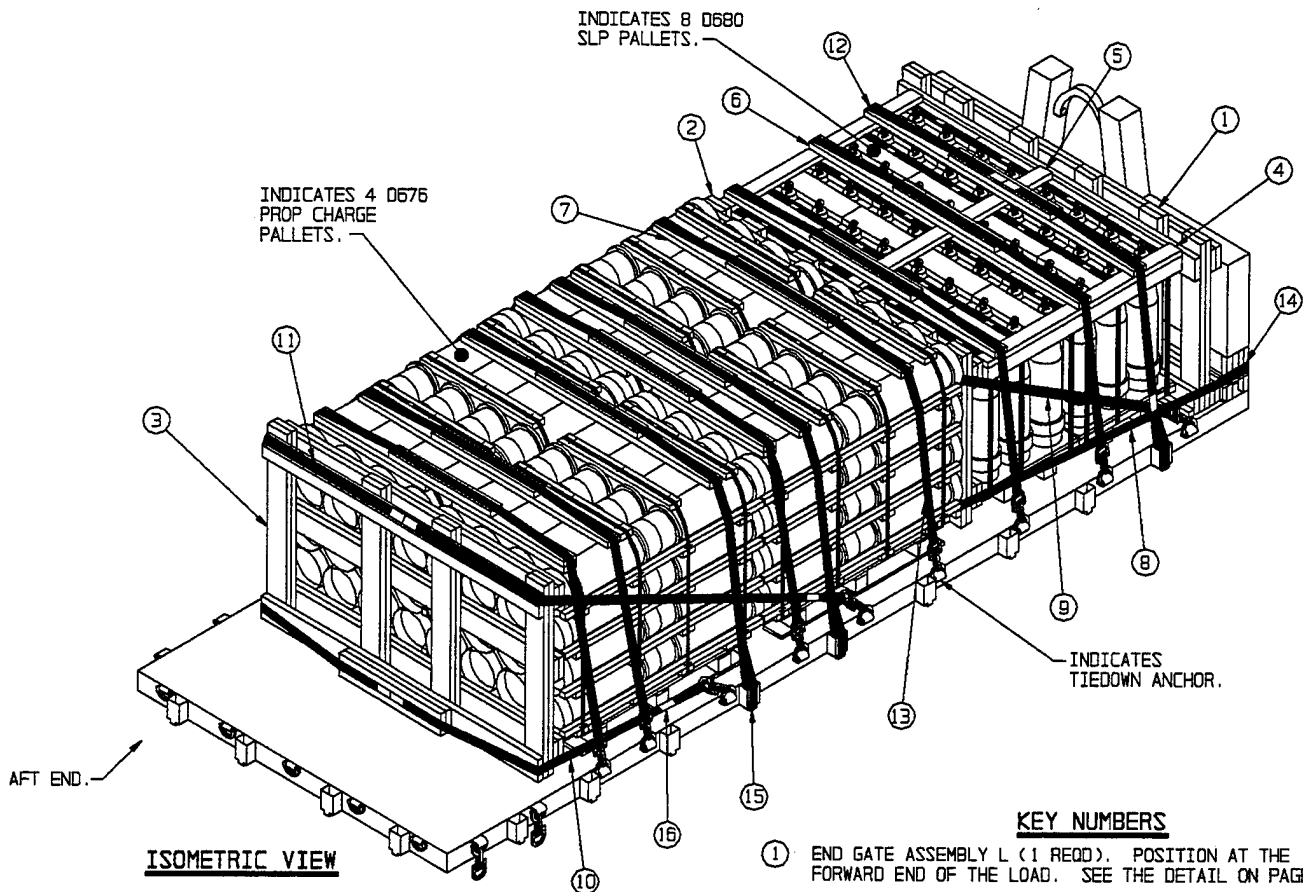 INDICATES 8 D680
SLP PALLETS.
12
5
6
1
2
4
INDICATES 4 D676
PROP CHARGE
PALLETS.
7
14
11
3
8
9
INDICATES
TIEDOWN ANCHOR.
13
AFT END.
15
16
10
ISOMETRIC VIEW
KEY NUMBERS
1 END GATE ASSEMBLY L (1 REQD). POSITION AT THE
FORWARD END OF THE LOAD. SEE THE DETAIL ON PAG